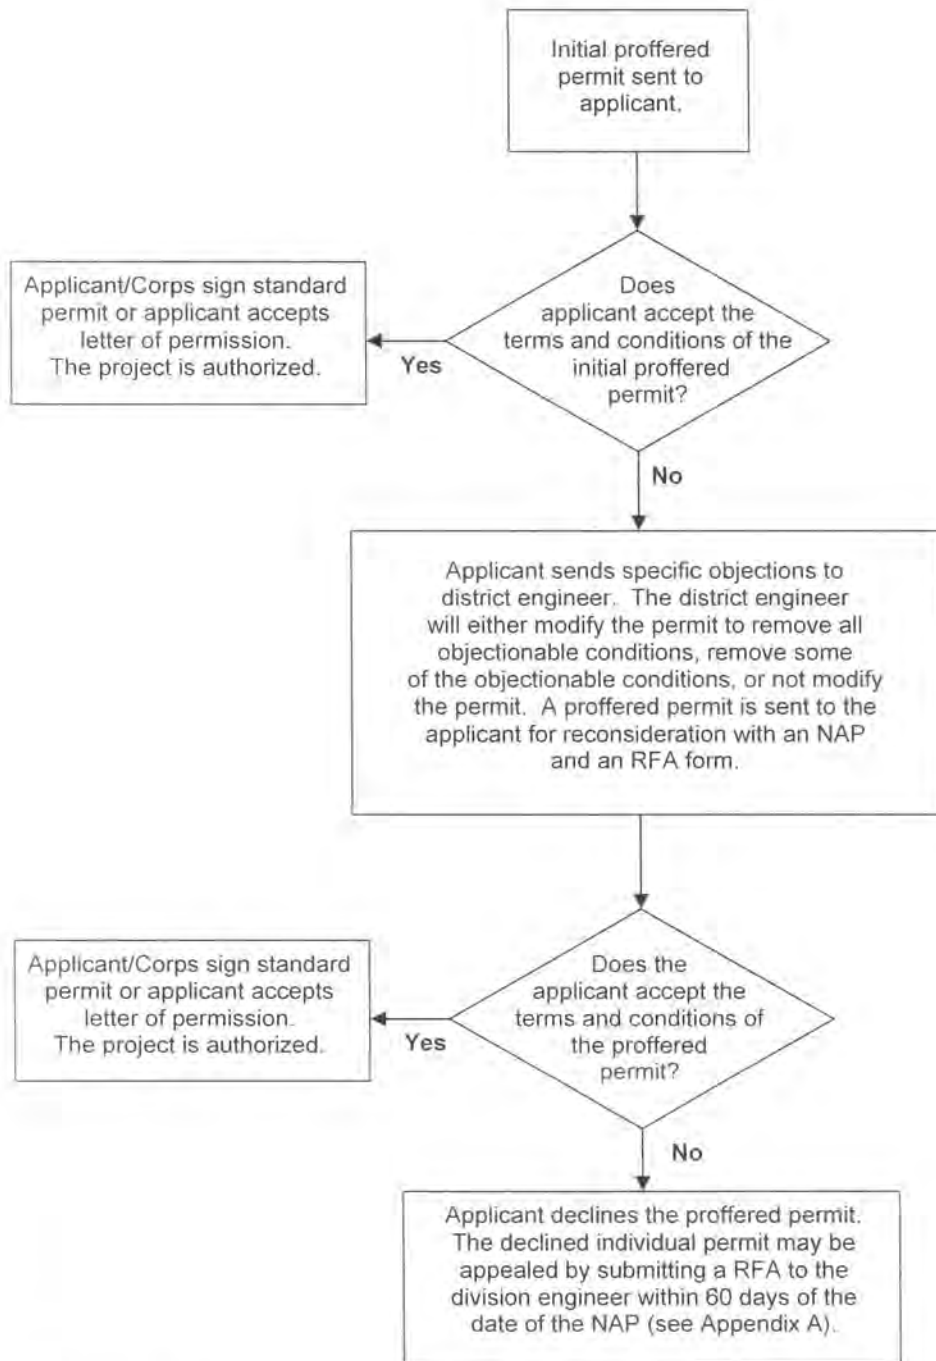 Initial proffered
permit sent to
applicant.
Does
applicant accept the
terms and conditions of the
initial proffered
permit?
Applicant/Corps sign standard
permit or applicant accepts
letter of permission.
The project is authorized.
Yes
No
Applicant sends specific objections to
district engineer. The district engineer
will either modify the permit to remove all
objectionable conditions, remove some
of the objectionable conditions, or not modify
the permit. A proffered permit is sent to the
applicant for reconsideration with an NAP
and an RFA form.
Does the
applicant accept the
terms and conditions of
the proffered
permit?
Applicant/Corps sign standard
permit or applicant accepts
letter of permission.
The project is authorized.
Yes
No
Applicant declines the proffered permit.
The declined individual permit may be
appealed by submitting a RFA to the
division engineer within 60 days of the
date of the NAP (see Appendix A).